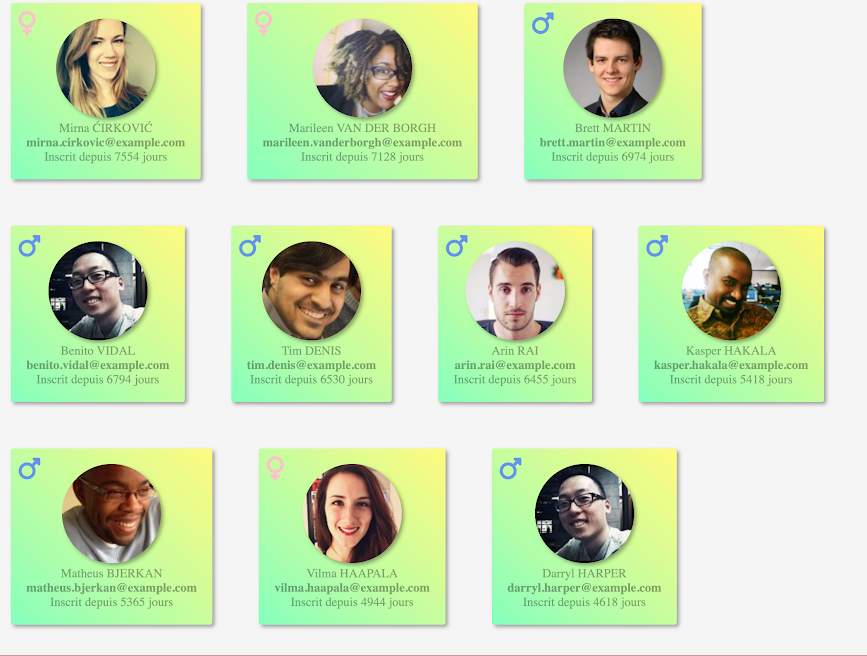 Mirna ĆIRKOVIĆ
mirna.cirkovic@example.com
Inscrit depuis 7554 jours
Marileen VAN DER BORGH
marileen.vanderborgh@example.com
Inscrit depuis 7128 jours
Brett MARTIN
brett.martin@example.com
Inscrit depuis 6974 jours
Benito VIDAL
benito.vidal@example.com
Inscrit depuis 6794 jours
Tim DENIS
tim.denis@example.com
Inscrit depuis 6530 jours
Arin RAI
arin.rai@example.com
Inscrit depuis 6455 jours
Kasper HAKALA
kasper.hakala@example.com
Inscrit depuis 5418 jours
Matheus BJERKAN
matheus.bjerkan@example.com
Inscrit depuis 5365 jours
Vilma HAAPALA
vilma.haapala@example.com
Inscrit depuis 4944 jours
Darryl HARPER
darryl.harper@example.com
Inscrit depuis 4618 jours